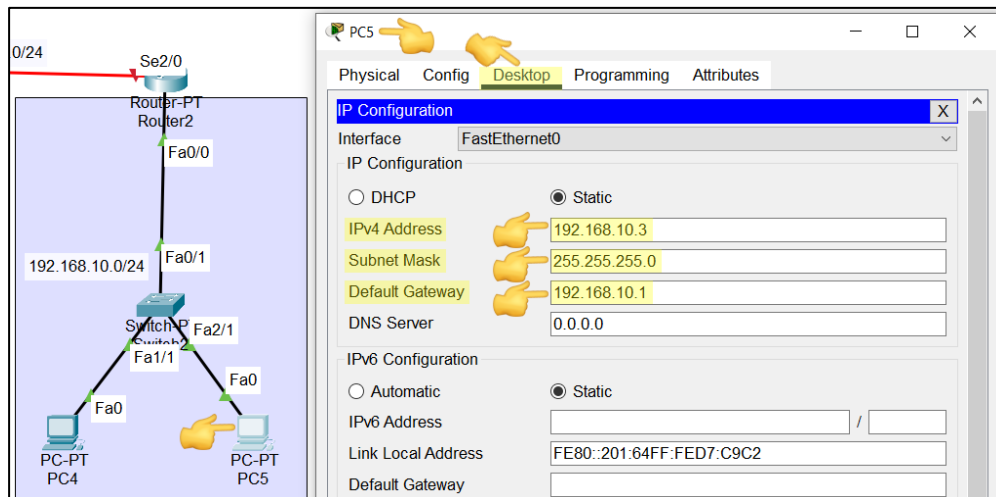 0/24
Se2/0
Router-PT
Router2
Fa0/0
192.168.10.0/24
Fa0/1
Fa2/1
Fa1/1
Fa0
Fa0
PC-PT
PC4
PC-PT
PC5
PC5
Physical Config Desktop Programming Attributes
IP Configuration X
Interface FastEthernet0
IP Configuration
DHCP Static
IPv4 Address 192.168.10.3
Subnet Mask 255.255.255.0
Default Gateway 192.168.10.1
DNS Server 0.0.0.0
IPv6 Configuration
Automatic Static
IPv6 Address /
Link Local Address FE80::201:64FF:FED7:C9C2
Default Gateway